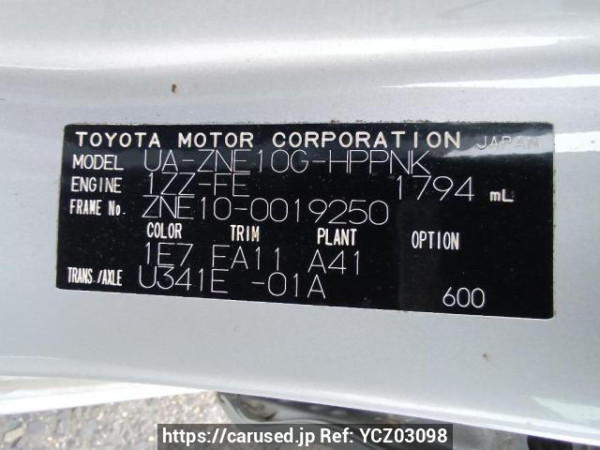 TOYOTA MOTOR CORPORATION JAPAN
MODEL UA-ZNE10G-HPPNK
ENGINE 1ZZ-FE 1794 mL
FRAME No. ZNE10-0019250
COLOR TRIM PLANT OPTION
1E7 FA11 A41
TRANS./AXLE U341E -01A
600
https://carused.jp Ref: YCZ03098